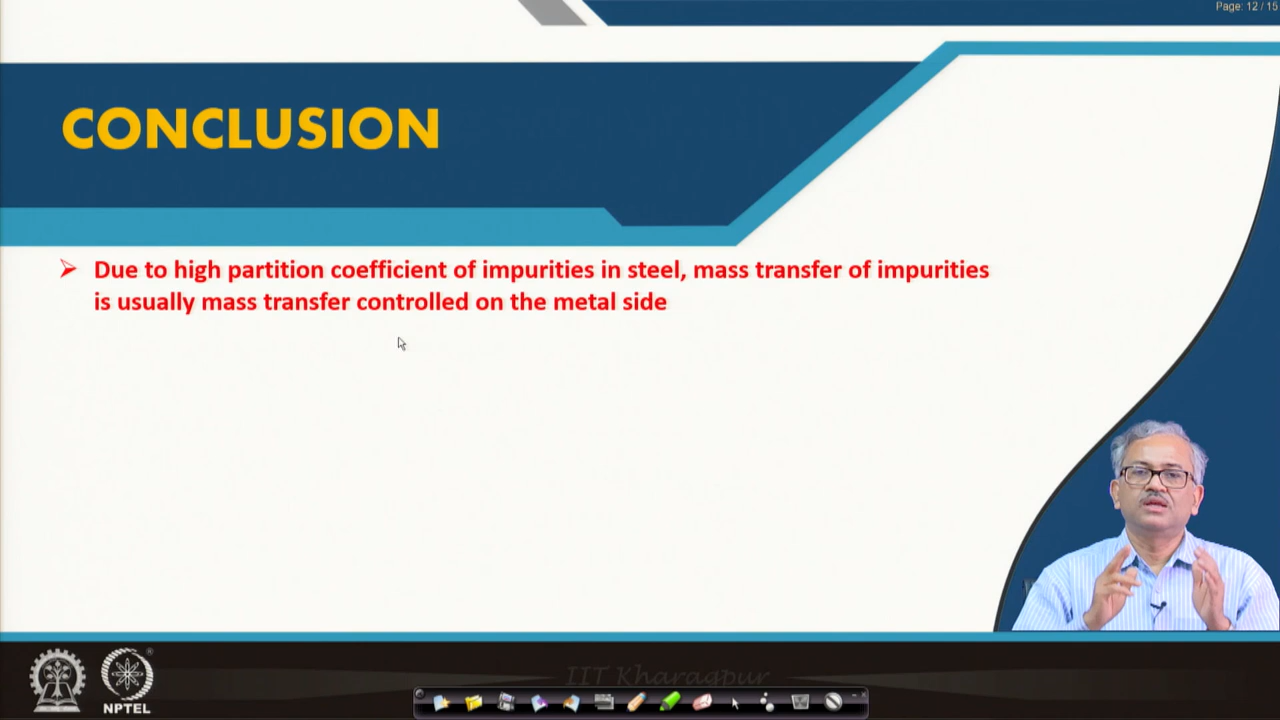 Page: 12 / 15
CONCLUSION
Due to high partition coefficient of impurities in steel, mass transfer of impurities
is usually mass transfer controlled on the metal side
IIT Kharagpur
NPTEL